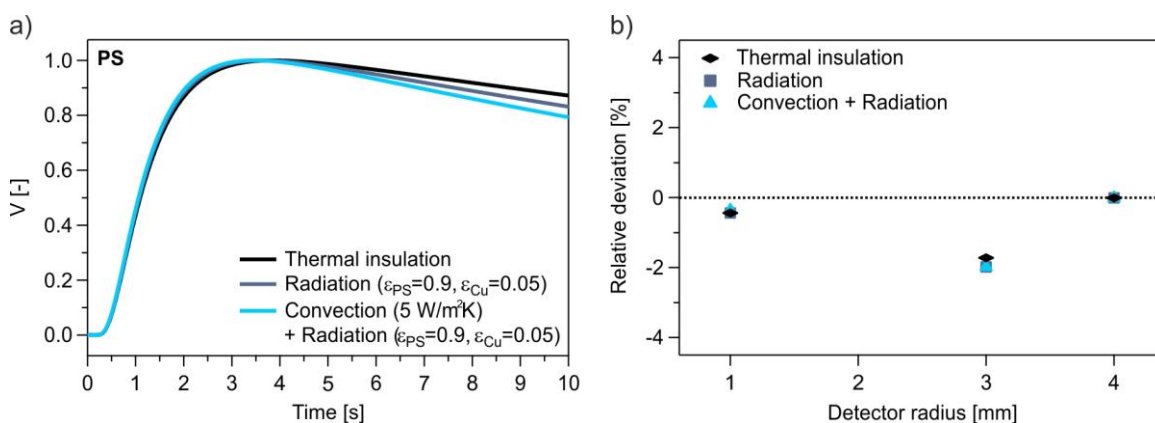 a)
PS
1.0
0.8
0.6
0.4
0.2
0.0
V [-]
Thermal insulation
Radiation (εPS=0.9, εCu=0.05)
Convection (5 W/m²K)
+ Radiation (εPS=0.9, εCu=0.05)
0 1 2 3 4 5 6 7 8 9 10
Time [s]
b)
4
2
0
-2
-4
Relative deviation [%]
Thermal insulation
Radiation
Convection + Radiation
1 2 3 4
Detector radius [mm]